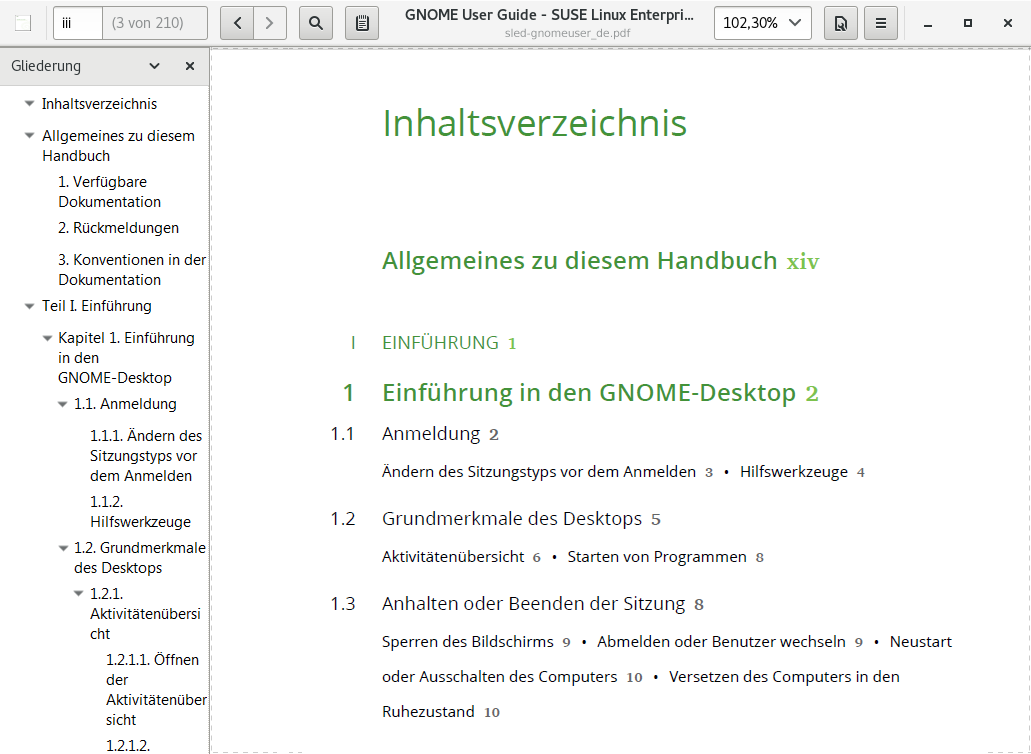 iii (3 von 210) GNOME User Guide - SUSE Linux Enterpri... 102,30%
sled-gnomeuser_de.pdf
Gliederung
Inhaltsverzeichnis
Allgemeines zu diesem
Handbuch
1. Verfügbare
Dokumentation
2. Rückmeldungen
3. Konventionen in der
Dokumentation
Teil I. Einführung
Kapitel 1. Einführung
in den
GNOME-Desktop
1.1. Anmeldung
1.1.1. Ändern des
Sitzungstyps vor
dem Anmelden
1.1.2.
Hilfswerkzeuge
1.2. Grundmerkmale
des Desktops
1.2.1.
Aktivitätenübersi
cht
1.2.1.1. Öffnen
der
Aktivitätenüber
sicht
1.2.1.2.
Inhaltsverzeichnis
Allgemeines zu diesem Handbuch xiv
I EINFÜHRUNG 1
1 Einführung in den GNOME-Desktop 2
1.1 Anmeldung 2
Ändern des Sitzungstyps vor dem Anmelden 3 • Hilfswerkzeuge 4
1.2 Grundmerkmale des Desktops 5
Aktivitätenübersicht 6 • Starten von Programmen 8
1.3 Anhalten oder Beenden der Sitzung 8
Sperren des Bildschirms 9 • Abmelden oder Benutzer wechseln 9 • Neustart
oder Ausschalten des Computers 10 • Versetzen des Computers in den
Ruhezustand 10